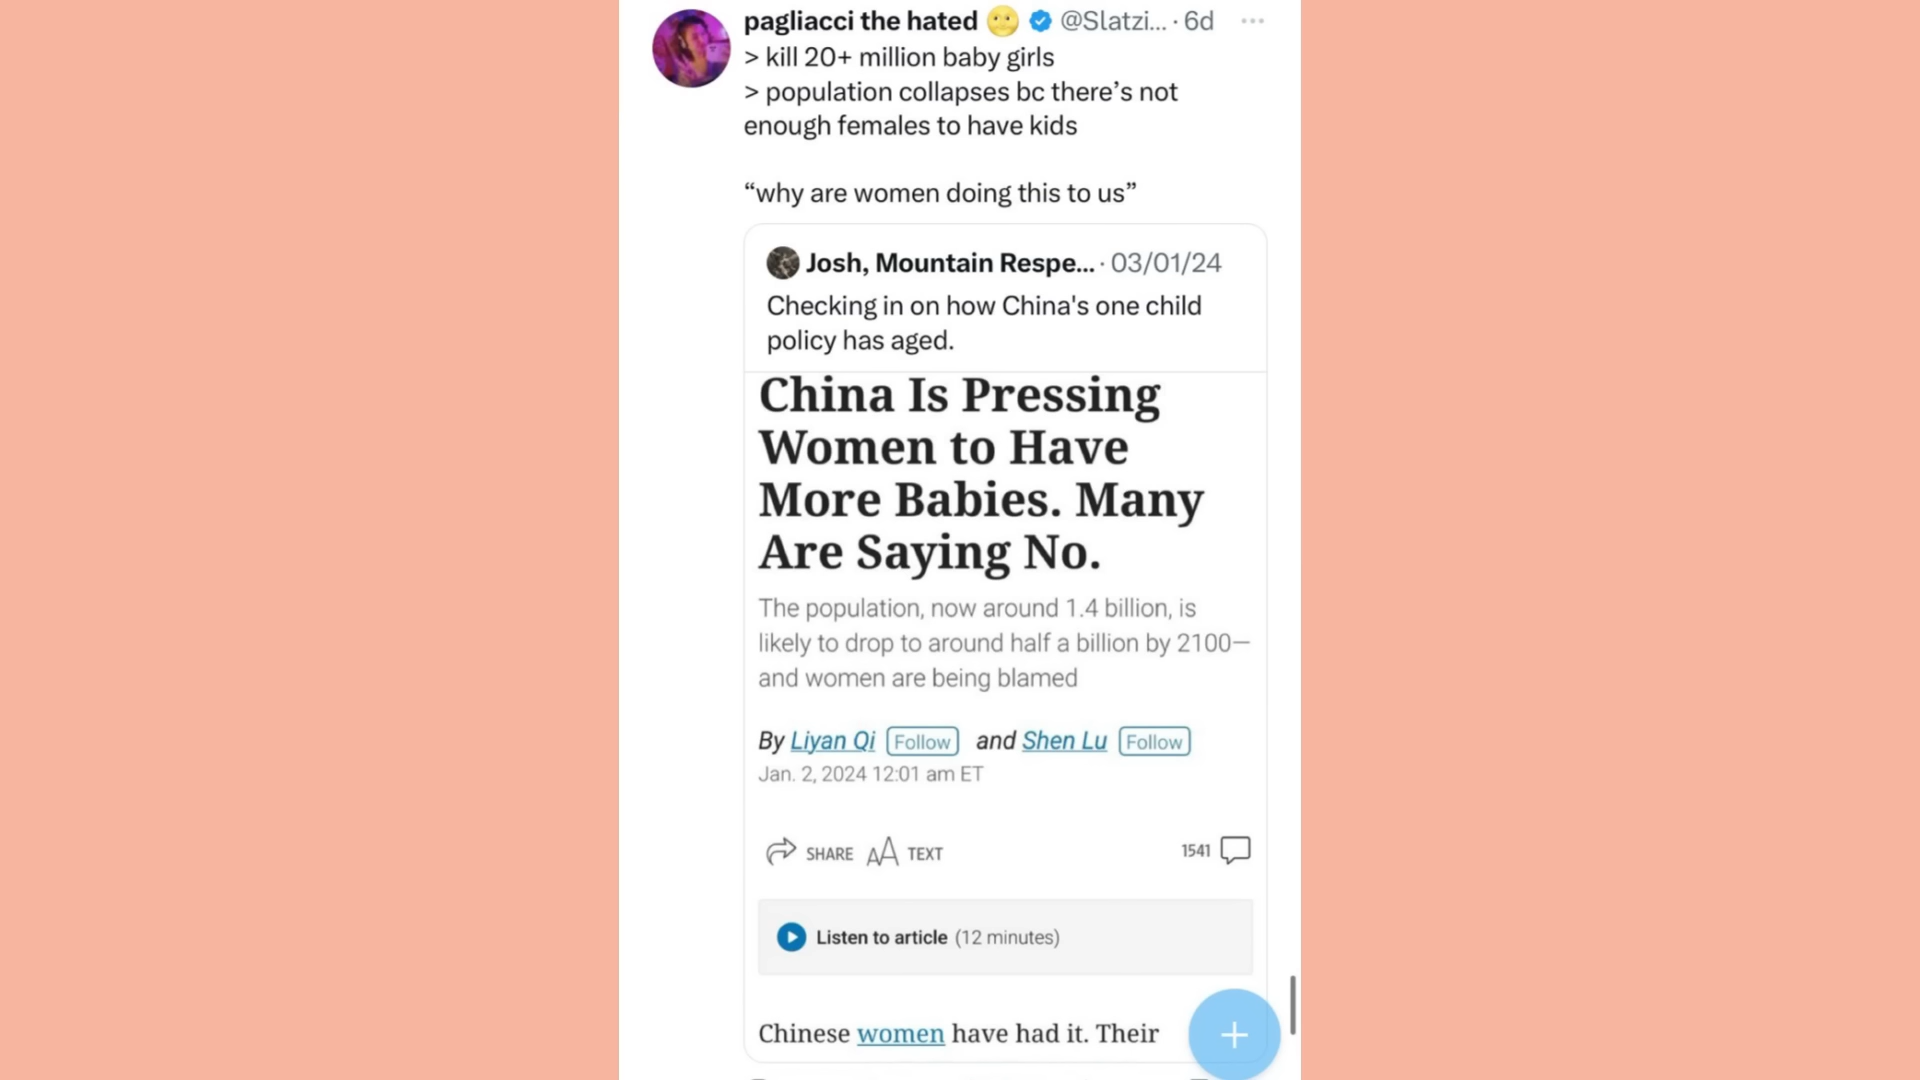 pagliacci the hated 🌝 @Slatzi... · 6d
> kill 20+ million baby girls
> population collapses bc there’s not
enough females to have kids
“why are women doing this to us”
Josh, Mountain Respe... · 03/01/24
Checking in on how China's one child
policy has aged.
China Is Pressing
Women to Have
More Babies. Many
Are Saying No.
The population, now around 1.4 billion, is
likely to drop to around half a billion by 2100—
and women are being blamed
By Liyan Qi Follow and Shen Lu Follow
Jan. 2, 2024 12:01 am ET
SHARE AA TEXT 1541
Listen to article (12 minutes)
Chinese women have had it. Their